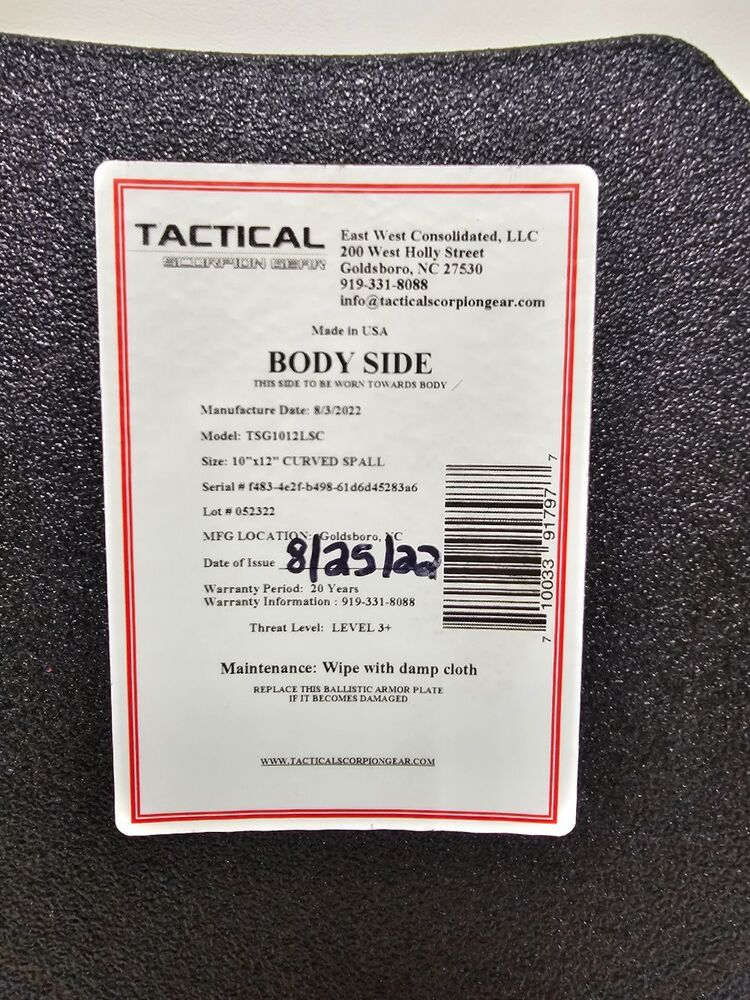 TACTICAL
SCORPION GEAR
East West Consolidated, LLC
200 West Holly Street
Goldsboro, NC 27530
919-331-8088
info@tacticalscorpiongear.com
Made in USA
BODY SIDE
THIS SIDE TO BE WORN TOWARDS BODY
Manufacture Date: 8/3/2022
Model: TSG1012LSC
Size: 10"x12" CURVED SPALL
Serial # f483-4e2f-b498-61d6d45283a6
Lot # 052322
MFG LOCATION: Goldsboro, NC
Date of Issue 8/25/22
Warranty Period: 20 Years
Warranty Information : 919-331-8088
Threat Level: LEVEL 3+
7 10033 91797 7
Maintenance: Wipe with damp cloth
REPLACE THIS BALLISTIC ARMOR PLATE
IF IT BECOMES DAMAGED
WWW.TACTICALSCORPIONGEAR.COM